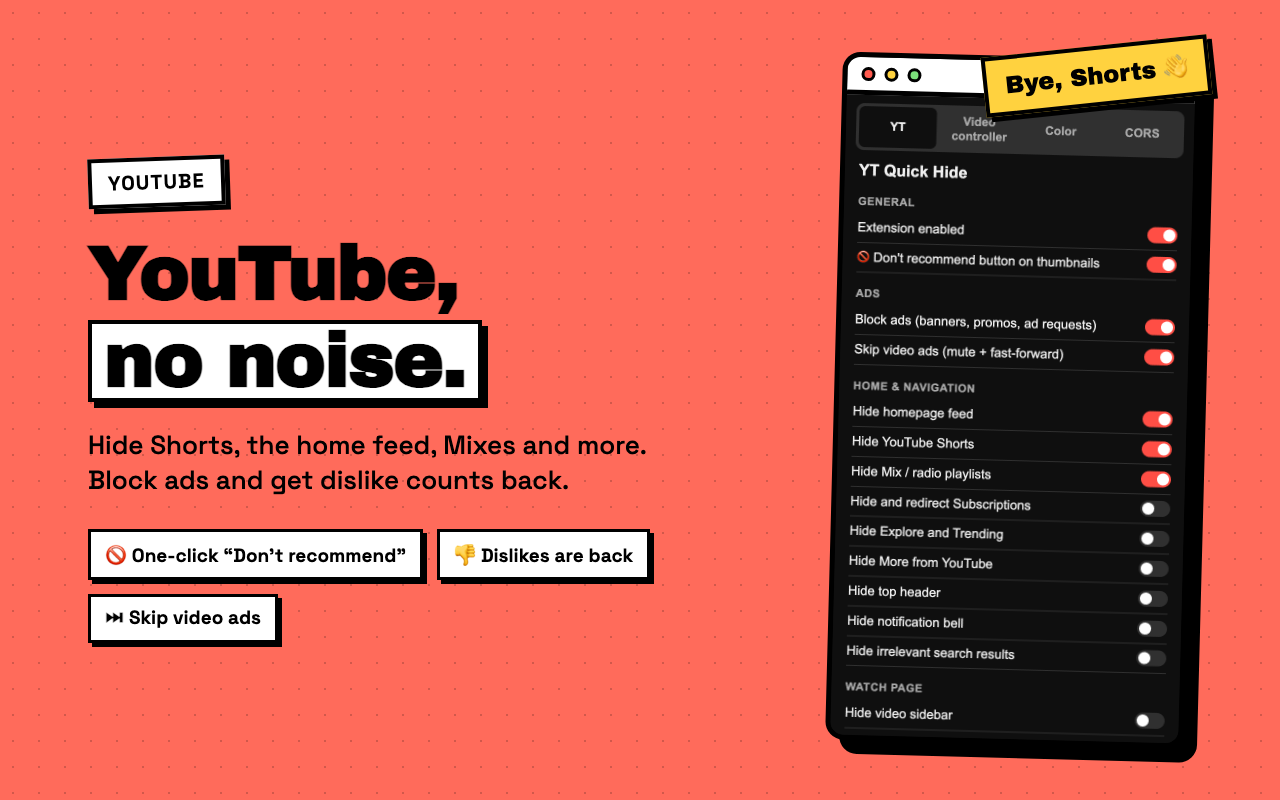 YOUTUBE
YouTube,
no noise.
Hide Shorts, the home feed, Mixes and more.
Block ads and get dislike counts back.
🚫 One-click “Don’t recommend”
👎 Dislikes are back
⏭ Skip video ads
Bye, Shorts 👋
YT
Video controller
Color
CORS
YT Quick Hide
GENERAL
Extension enabled
🚫 Don't recommend button on thumbnails
ADS
Block ads (banners, promos, ad requests)
Skip video ads (mute + fast-forward)
HOME & NAVIGATION
Hide homepage feed
Hide YouTube Shorts
Hide Mix / radio playlists
Hide and redirect Subscriptions
Hide Explore and Trending
Hide More from YouTube
Hide top header
Hide notification bell
Hide irrelevant search results
WATCH PAGE
Hide video sidebar